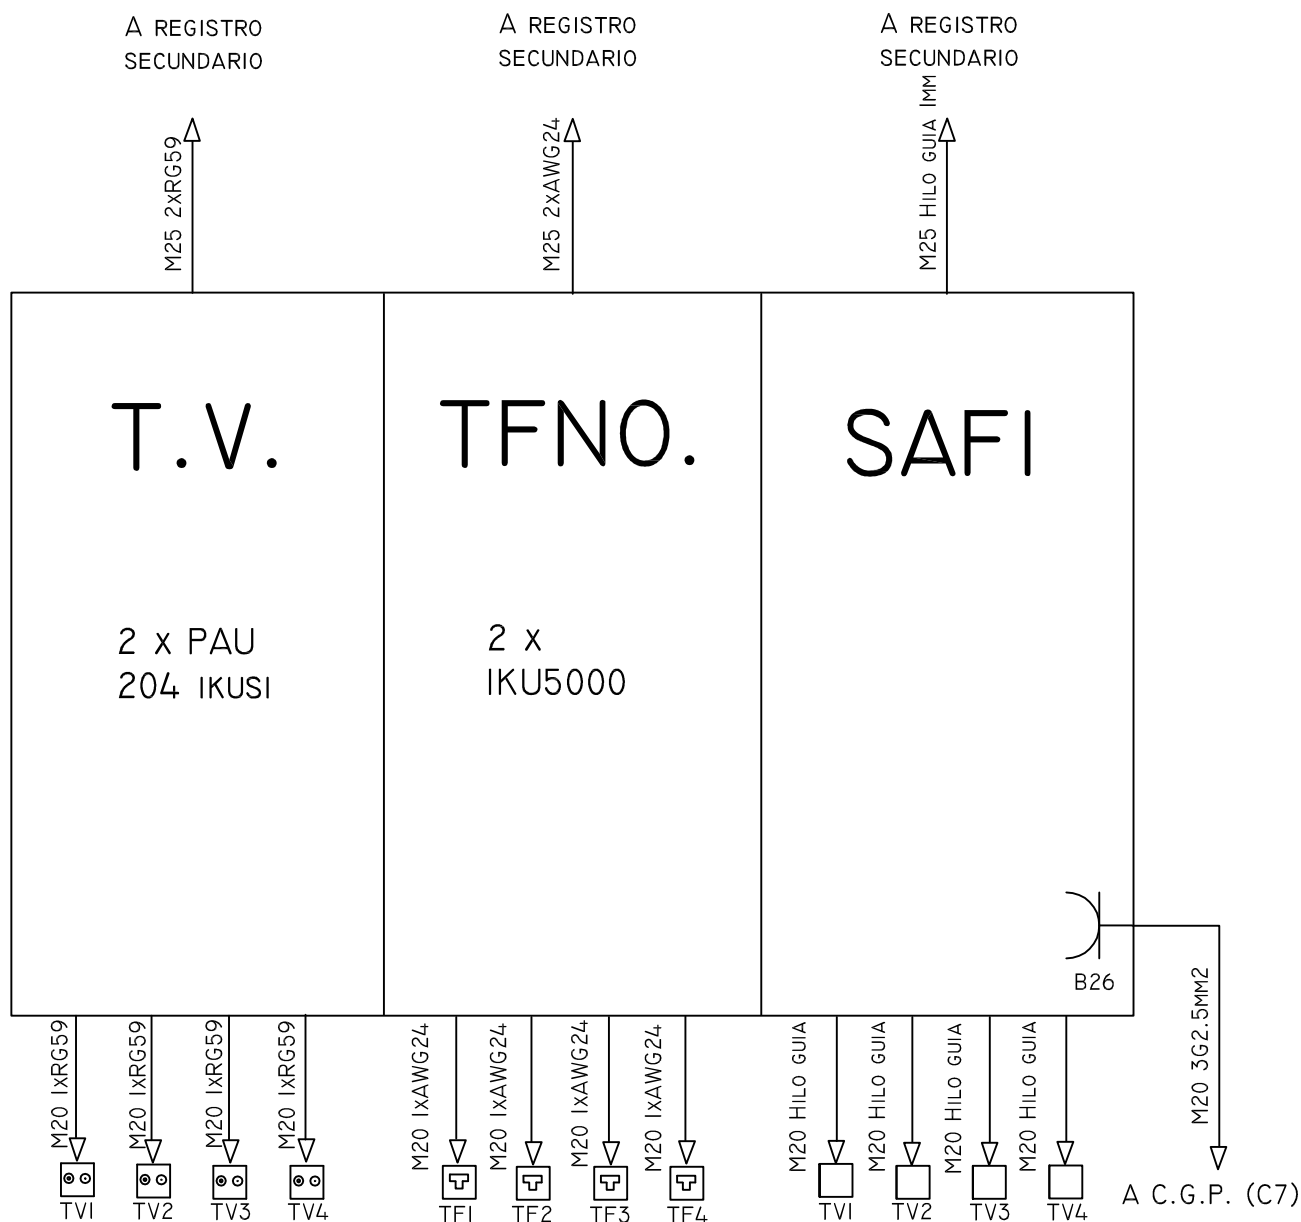 A REGISTRO
SECUNDARIO
A REGISTRO
SECUNDARIO
A REGISTRO
SECUNDARIO
M25 2xRG59
M25 2xAWG24
M25 HILO GUIA 1MM
T.V.
TFNO.
SAFI
2 x PAU
204 IKUSI
2 x
IKU5000
B26
M20 1xRG59
M20 1xRG59
M20 1xRG59
M20 1xRG59
M20 1xAWG24
M20 1xAWG24
M20 1xAWG24
M20 1xAWG24
M20 HILO GUIA
M20 HILO GUIA
M20 HILO GUIA
M20 HILO GUIA
M20 3G2.5MM2
TV1
TV2
TV3
TV4
TF1
TF2
TF3
TF4
TV1
TV2
TV3
TV4
A C.G.P. (C7)